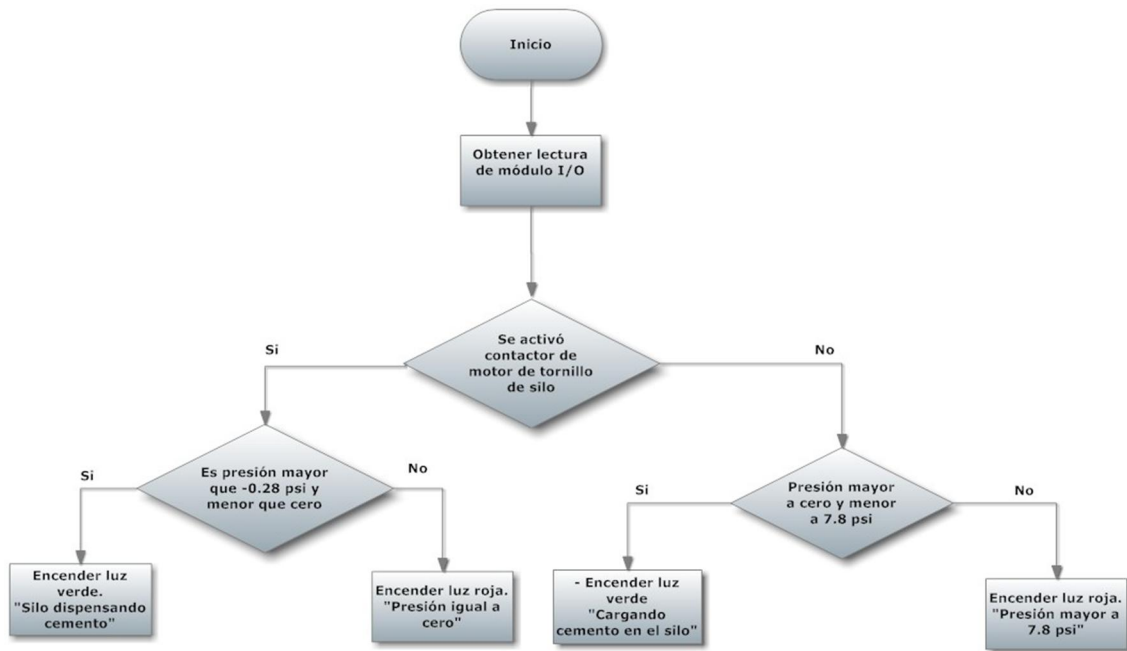 Inicio
Obtener lectura
de módulo I/O
Se activó
contactor de
motor de tornillo
de silo
Si
No
Es presión mayor
que -0.28 psi y
menor que cero
Si
No
Presión mayor
a cero y menor
a 7.8 psi
Si
No
Encender luz
verde.
"Silo dispensando
cemento"
Encender luz roja.
"Presión igual a
cero"
- Encender luz
verde
"Cargando
cemento en el silo"
Encender luz roja.
"Presión mayor a
7.8 psi"